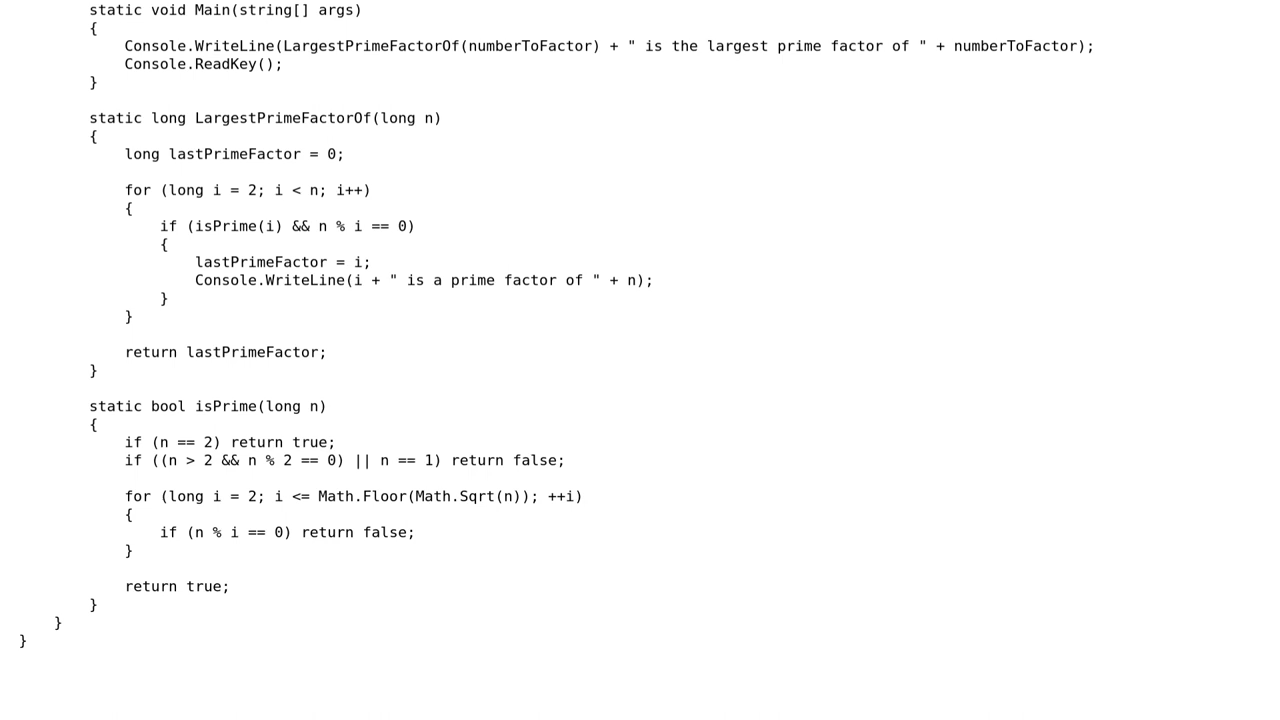 static void Main(string[] args)
{
Console.WriteLine(LargestPrimeFactorOf(numberToFactor) + " is the largest prime factor of " + numberToFactor);
Console.ReadKey();
}
static long LargestPrimeFactorOf(long n)
{
long lastPrimeFactor = 0;
for (long i = 2; i < n; i++)
{
if (isPrime(i) && n % i == 0)
{
lastPrimeFactor = i;
Console.WriteLine(i + " is a prime factor of " + n);
}
}
return lastPrimeFactor;
}
static bool isPrime(long n)
{
if (n == 2) return true;
if ((n > 2 && n % 2 == 0) || n == 1) return false;
for (long i = 2; i <= Math.Floor(Math.Sqrt(n)); ++i)
{
if (n % i == 0) return false;
}
return true;
}
}
}